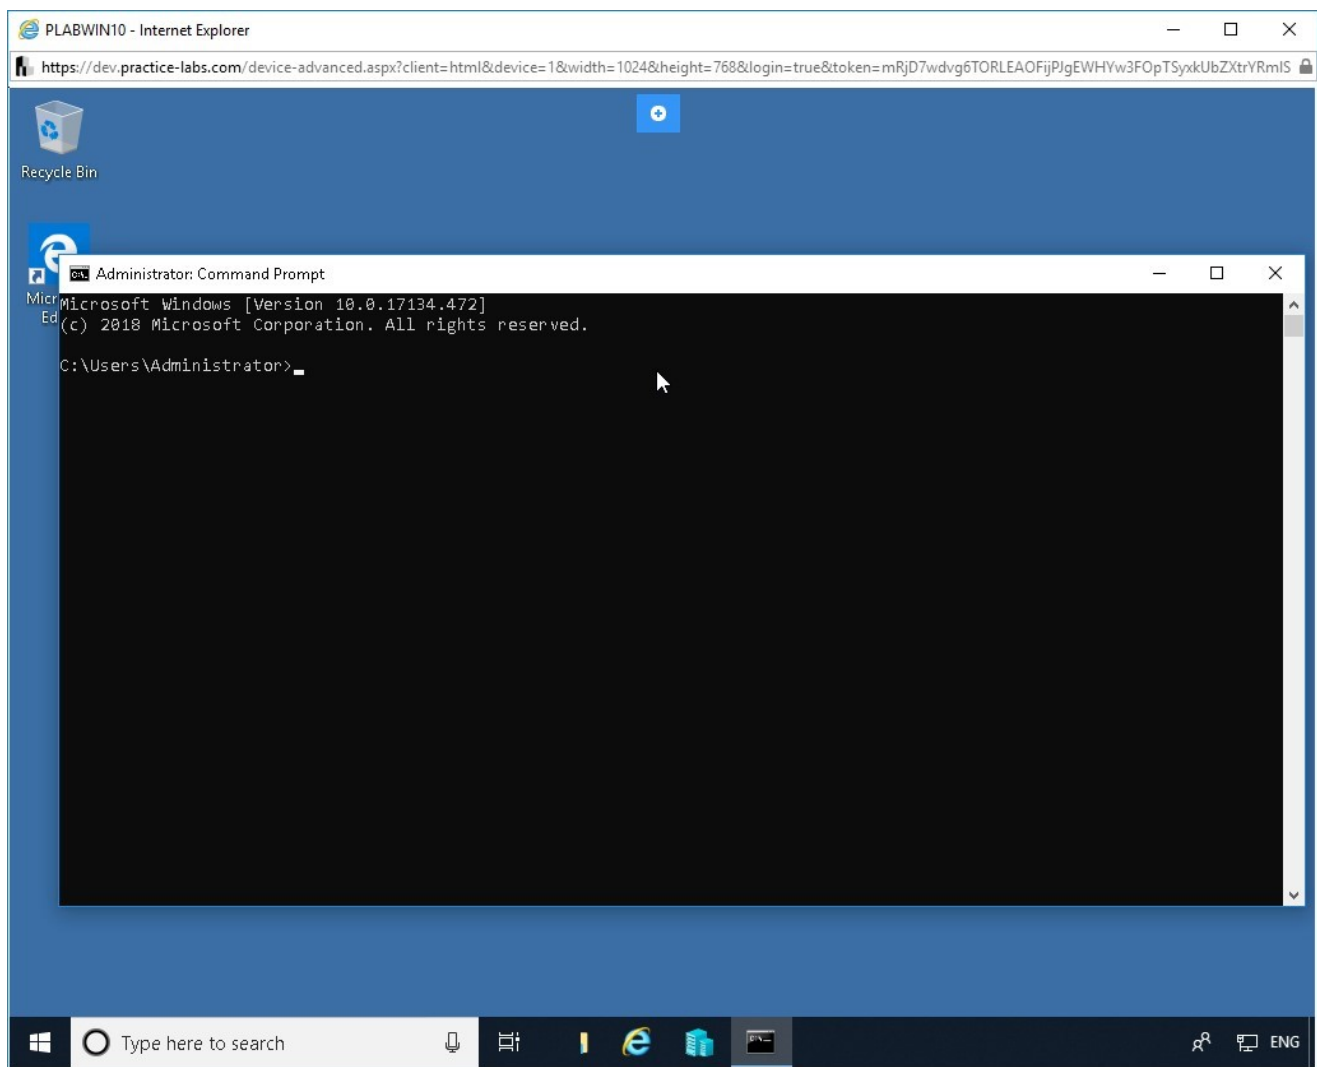 PLABWIN10 - Internet Explorer
https://dev.practice-labs.com/device-advanced.aspx?client=html&device=1&width=1024&height=768&login=true&token=mRjD7wdvg6TORLEAOFijPJgEWHYw3FOpTSyxkUbZXtrYRmIS
Recycle Bin
Administrator: Command Prompt
Micr
Ed
Microsoft Windows [Version 10.0.17134.472]
(c) 2018 Microsoft Corporation. All rights reserved.
C:\Users\Administrator>
Type here to search
ENG